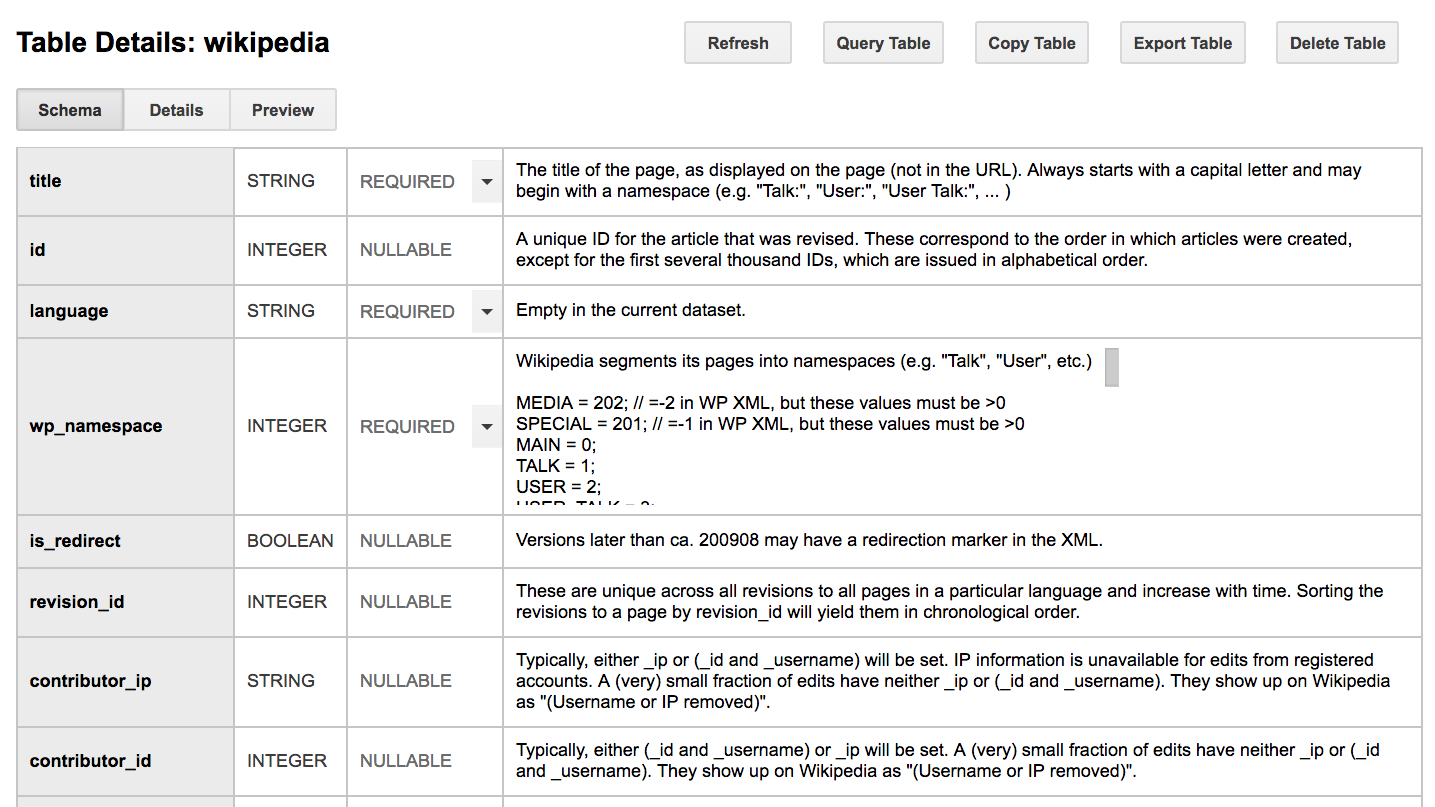 Table Details: wikipedia
Refresh
Query Table
Copy Table
Export Table
Delete Table
Schema
Details
Preview
title
STRING
REQUIRED
The title of the page, as displayed on the page (not in the URL). Always starts with a capital letter and may
begin with a namespace (e.g. "Talk:", "User:", "User Talk:", ... )
id
INTEGER
NULLABLE
A unique ID for the article that was revised. These correspond to the order in which articles were created,
except for the first several thousand IDs, which are issued in alphabetical order.
language
STRING
REQUIRED
Empty in the current dataset.
wp_namespace
INTEGER
REQUIRED
Wikipedia segments its pages into namespaces (e.g. "Talk", "User", etc.)
MEDIA = 202; // =-2 in WP XML, but these values must be >0
SPECIAL = 201; // =-1 in WP XML, but these values must be >0
MAIN = 0;
TALK = 1;
USER = 2;
is_redirect
BOOLEAN
NULLABLE
Versions later than ca. 200908 may have a redirection marker in the XML.
revision_id
INTEGER
NULLABLE
These are unique across all revisions to all pages in a particular language and increase with time. Sorting the
revisions to a page by revision_id will yield them in chronological order.
contributor_ip
STRING
NULLABLE
Typically, either _ip or (_id and _username) will be set. IP information is unavailable for edits from registered
accounts. A (very) small fraction of edits have neither _ip or (_id and _username). They show up on Wikipedia
as "(Username or IP removed)".
contributor_id
INTEGER
NULLABLE
Typically, either (_id and _username) or _ip will be set. A (very) small fraction of edits have neither _ip or (_id
and _username). They show up on Wikipedia as "(Username or IP removed)".